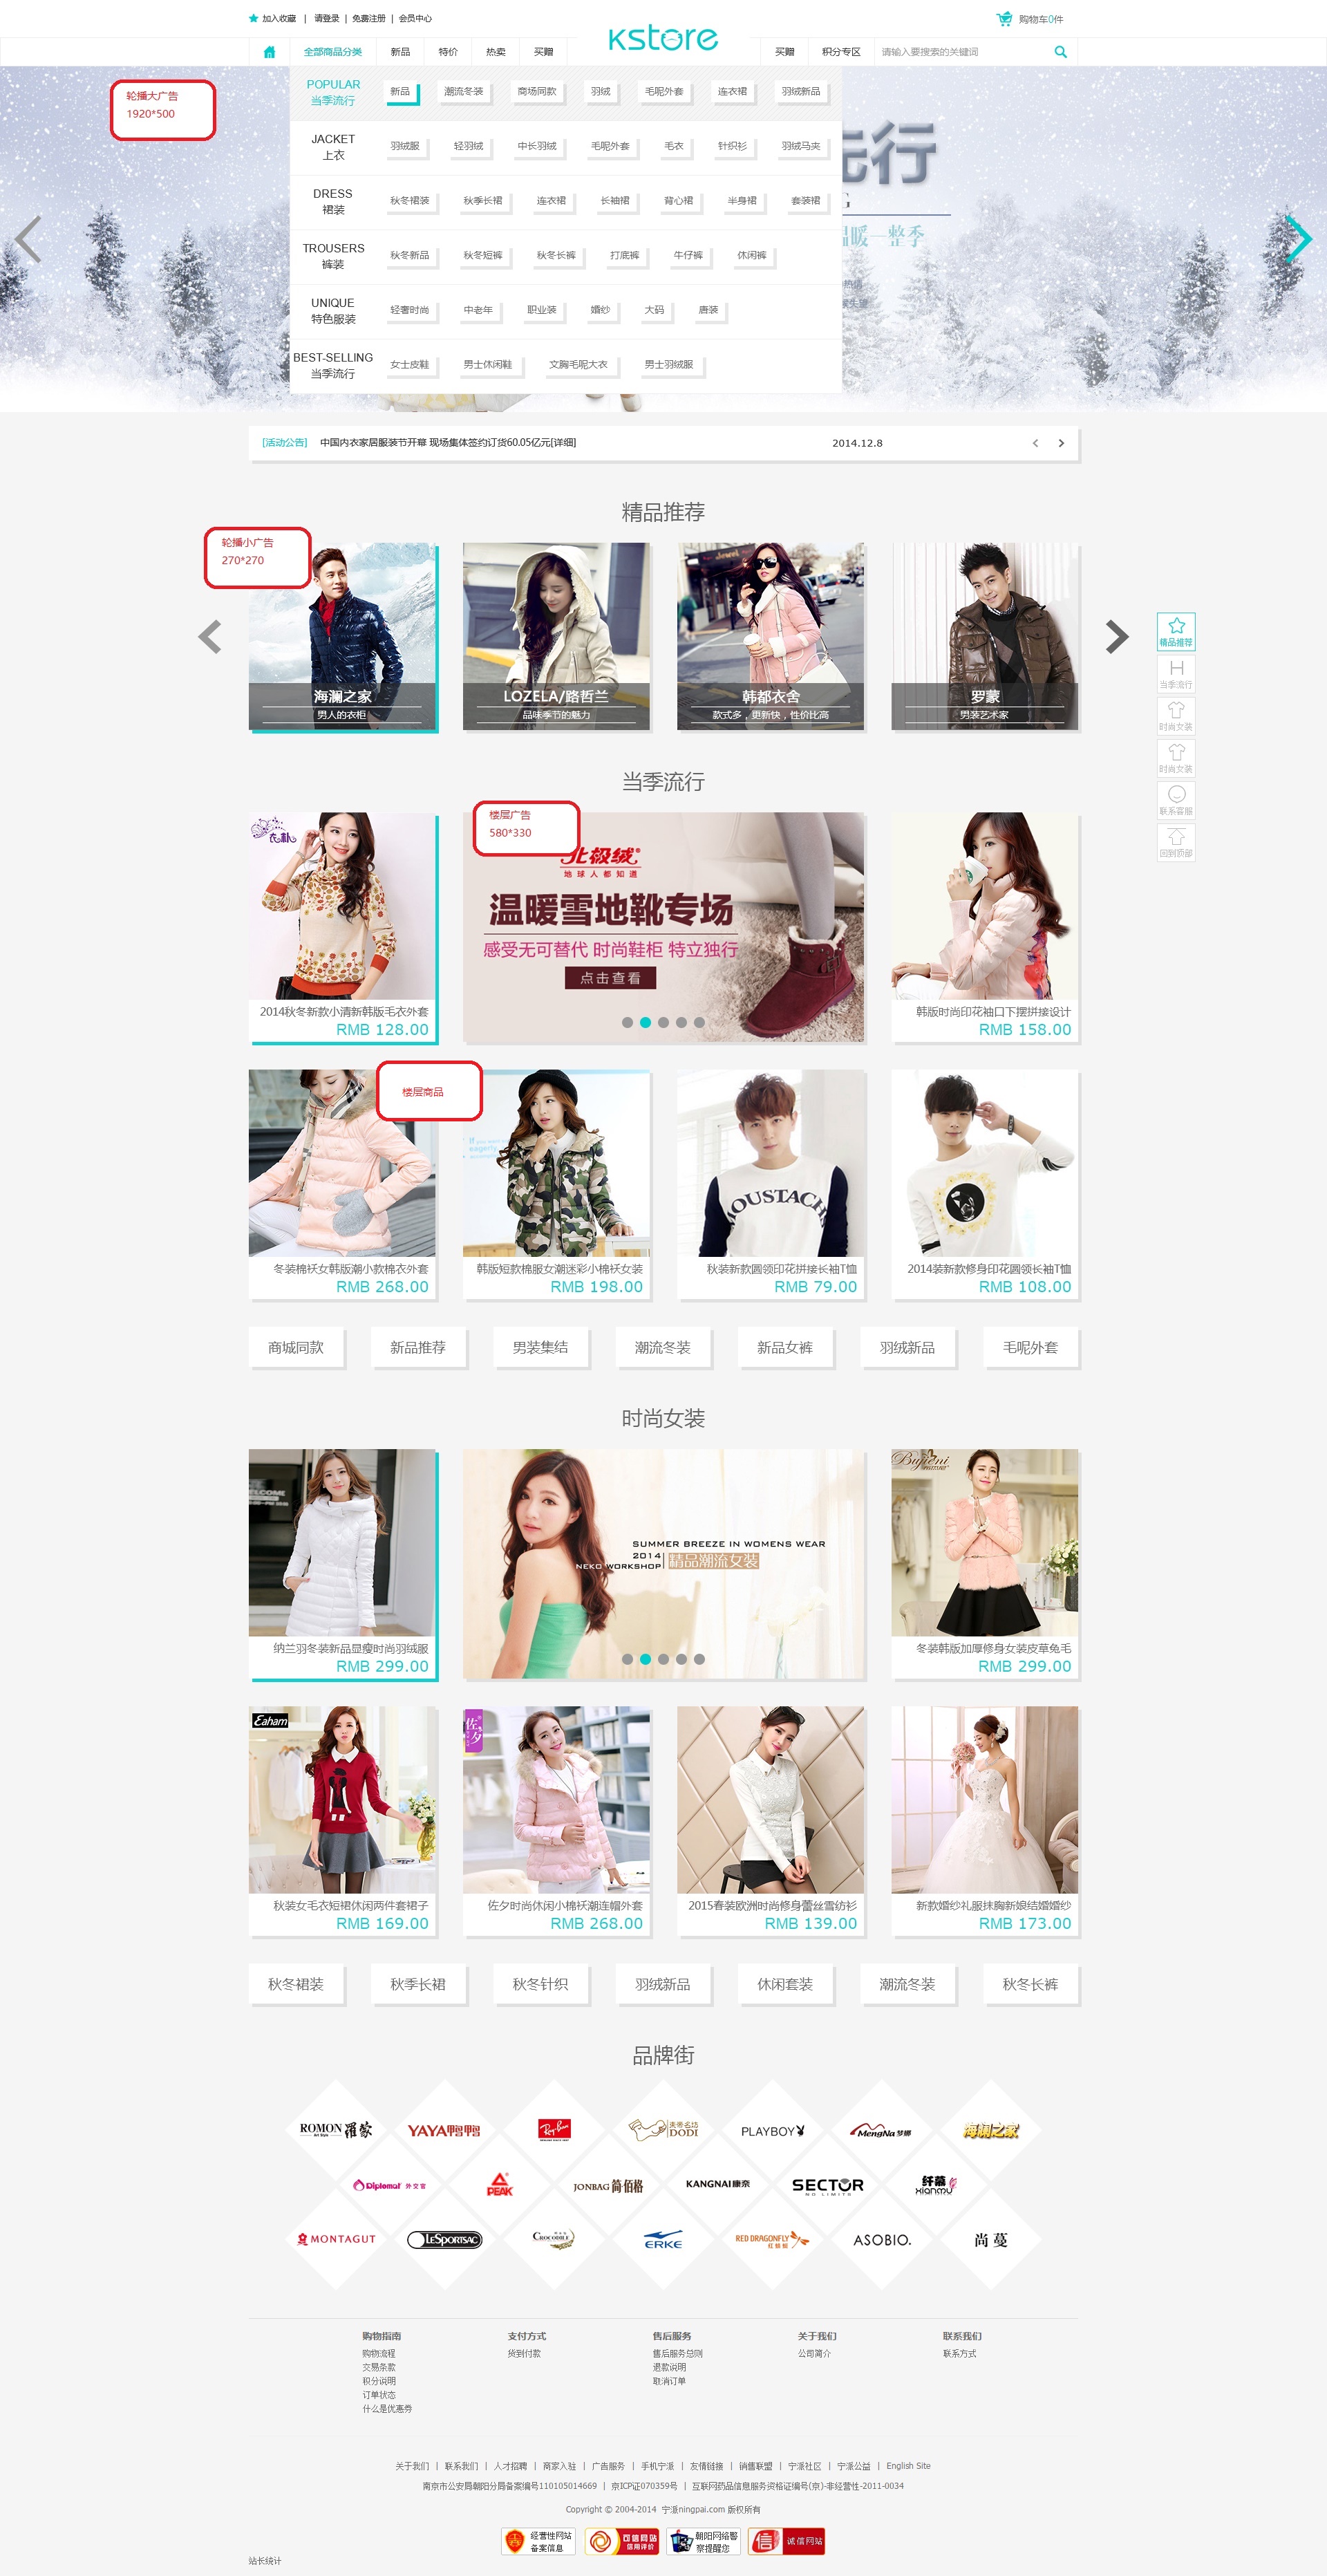 加入收藏 | 请登录 | 免费注册 | 会员中心
购物车0件
全部商品分类 新品 特价 热卖 买赠
kstore
买赠 积分专区 请输入要搜索的关键词
轮播大广告
1920*500
POPULAR
当季流行
新品 潮流冬装 商场同款 羽绒 毛呢外套 连衣裙 羽绒新品
JACKET
上衣
羽绒服 轻羽绒 中长羽绒 毛呢外套 毛衣 针织衫 羽绒马夹
DRESS
裙装
秋冬裙装 秋季长裙 连衣裙 长袖裙 背心裙 半身裙 套装裙
TROUSERS
裤装
秋冬新品 秋冬短裤 秋冬长裤 打底裤 牛仔裤 休闲裤
UNIQUE
特色服装
轻奢时尚 中老年 职业装 婚纱 大码 唐装
BEST-SELLING
当季流行
女士皮鞋 男士休闲鞋 文胸毛呢大衣 男士羽绒服
先行
温暖一整季
[活动公告] 中国内衣家居服装节开幕 现场集体签约订货60.05亿元[详细]
2014.12.8
精品推荐
轮播小广告
270*270
海澜之家
男人的衣柜
LOZELA/路哲兰
品味季节的魅力
韩都衣舍
款式多，更新快，性价比高
罗蒙
男装艺术家
精品推荐
当季流行
时尚女装
时尚女装
联系客服
回到顶部
当季流行
衣朴
2014秋冬新款小清新韩版毛衣外套
RMB 128.00
楼层广告
580*330
北极绒®
地球人都知道
温暖雪地靴专场
感受无可替代 时尚鞋柜 特立独行
点击查看
韩版时尚印花袖口下摆拼接设计
RMB 158.00
楼层商品
冬装棉袄女韩版潮小款棉衣外套
RMB 268.00
韩版短款棉服女潮迷彩小棉袄女装
RMB 198.00
MOUSTACHE
秋装新款圆领印花拼接长袖T恤
RMB 79.00
2014装新款修身印花圆领长袖T恤
RMB 108.00
商城同款 新品推荐 男装集结 潮流冬装 新品女裤 羽绒新品 毛呢外套
时尚女装
纳兰羽冬装新品显瘦时尚羽绒服
RMB 299.00
SUMMER BREEZE IN WOMENS WEAR
2014
NEKO WORKSHOP 精品潮流女装
冬装韩版加厚修身女装皮草兔毛
RMB 299.00
Eaham
秋装女毛衣短裙休闲两件套裙子
RMB 169.00
佐夕
佐夕时尚休闲小棉袄潮连帽外套
RMB 268.00
2015春装欧洲时尚修身蕾丝雪纺衫
RMB 139.00
新款婚纱礼服抹胸新娘结婚婚纱
RMB 173.00
秋冬裙装 秋季长裙 秋冬针织 羽绒新品 休闲套装 潮流冬装 秋冬长裤
品牌街
ROMON 罗蒙 YAYA鸭鸭 Ray-Ban DODI PLAYBOY MengNa 梦娜 海澜之家
Diplomat 外交官 PEAK JONBAG 简佰格 KANGNAI康奈 SECTOR NO LIMITS 纤慕 xianmu
MONTAGUT LESPORTSAC CROCODILE ERKE RED DRAGONFLY 红蜻蜓 ASOBIO. 尚蔓
购物指南 支付方式 售后服务 关于我们 联系我们
购物流程 货到付款 售后服务总则 公司简介 联系方式
交易条款 退款说明
积分说明 取消订单
订单状态
什么是优惠券
关于我们 | 联系我们 | 人才招聘 | 商家入驻 | 广告服务 | 手机宁派 | 友情链接 | 销售联盟 | 宁派社区 | 宁派公益 | English Site
南京市公安局朝阳分局备案编号110105014669 | 京ICP证070359号 | 互联网药品信息服务资格证编号(京)-非经营性-2011-0034
Copyright © 2004-2014 宁派ningpai.com 版权所有
经营性网站
备案信息
可信网站
信用评价
朝阳网络警
察提醒您
诚信网站
站长统计